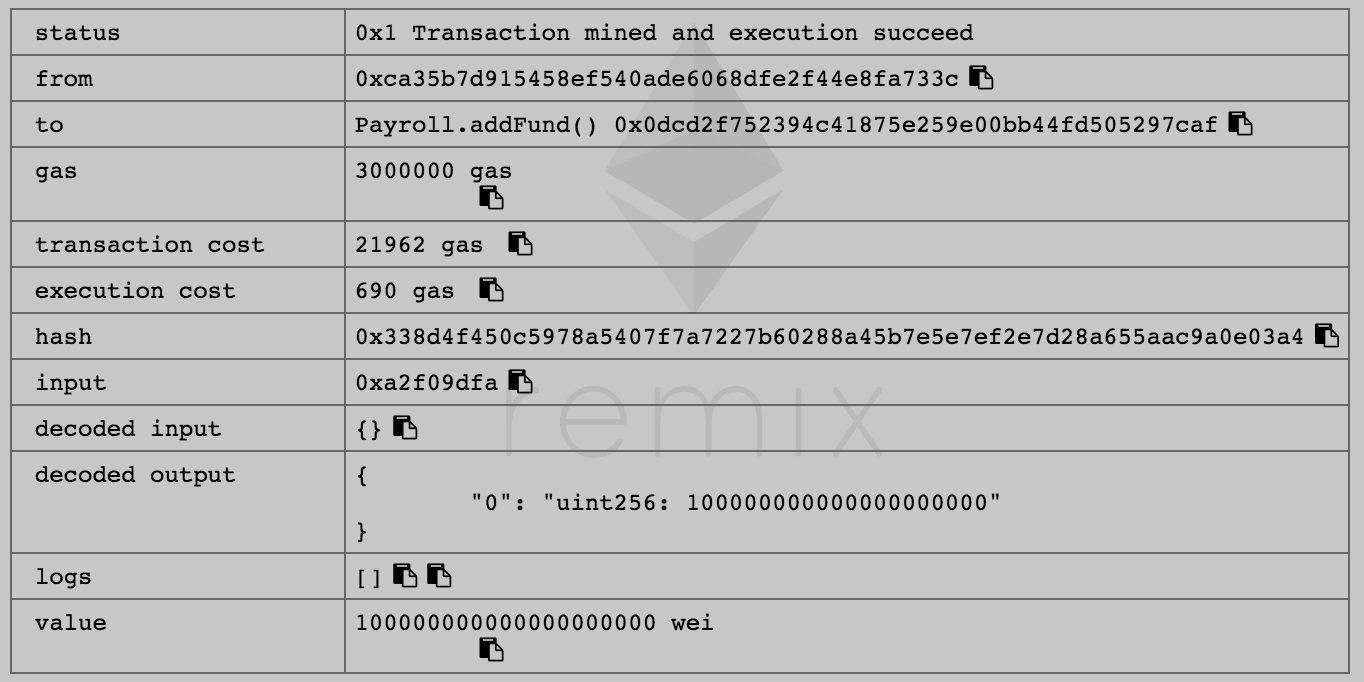 status 0x1 Transaction mined and execution succeed
from 0xca35b7d915458ef540ade6068dfe2f44e8fa733c
to Payroll.addFund() 0x0dcd2f752394c41875e259e00bb44fd505297caf
gas 3000000 gas
transaction cost 21962 gas
execution cost 690 gas
hash 0x338d4f450c5978a5407f7a7227b60288a45b7e5e7ef2e7d28a655aac9a0e03a4
input 0xa2f09dfa
remix
decoded input {}
decoded output {
"0": "uint256: 100000000000000000000"
}
logs []
value 100000000000000000000 wei